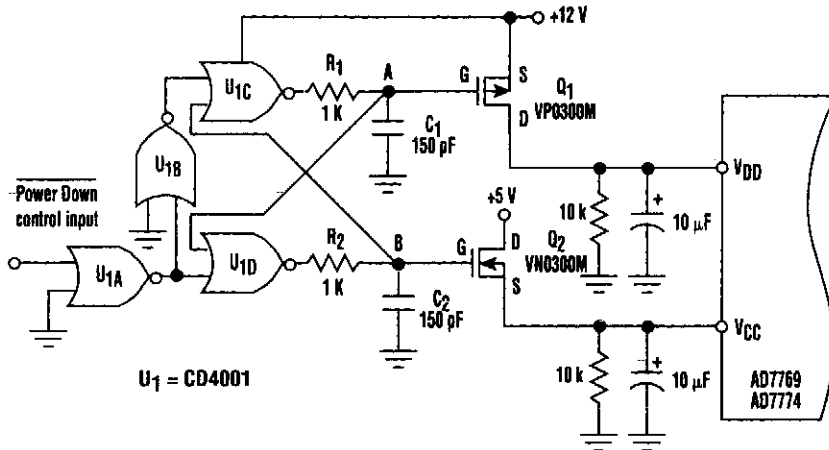 +12 V
R1
A
G
S
U1C
Q1
VP0300M
1 K
C1
150 pF
D
U1B
Power Down
control input
+5 V
10 k
+
10 μF
VDD
R2
B
G
D
Q2
VN0300M
U1A
U1D
1 K
C2
150 pF
S
VCC
U1 = CD4001
10 k
+
10 μF
AD7769
AD7774